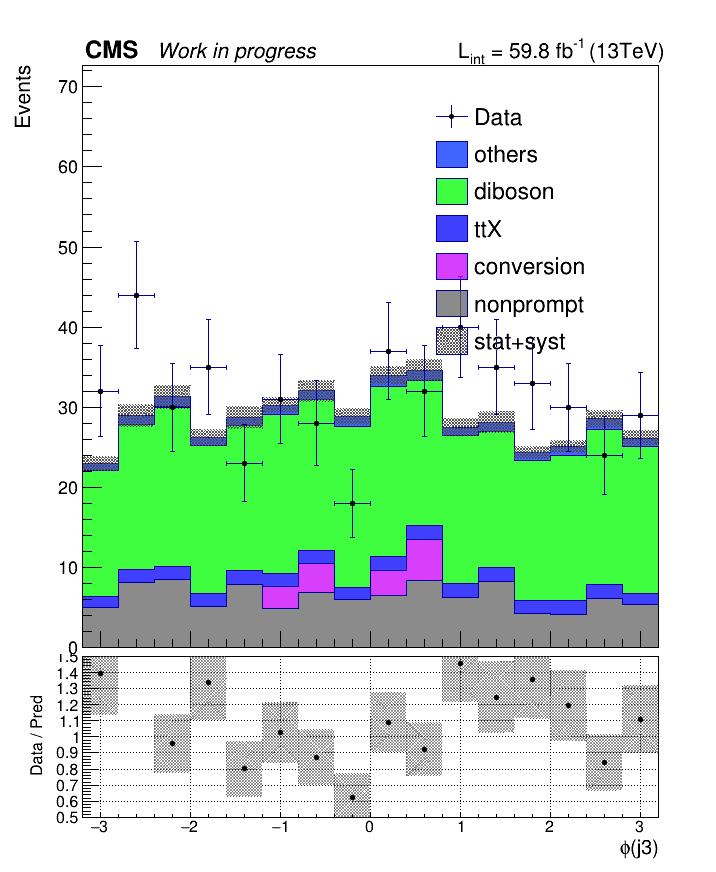 CMS Work in progress L_int = 59.8 fb^-1 (13TeV)
Events
70
60
50
40
30
20
10
0
Data
others
diboson
ttX
conversion
nonprompt
stat+syst
Data / Pred
1.5
1.4
1.3
1.2
1.1
1
0.9
0.8
0.7
0.6
0.5
−3 −2 −1 0 1 2 3
ϕ(j3)